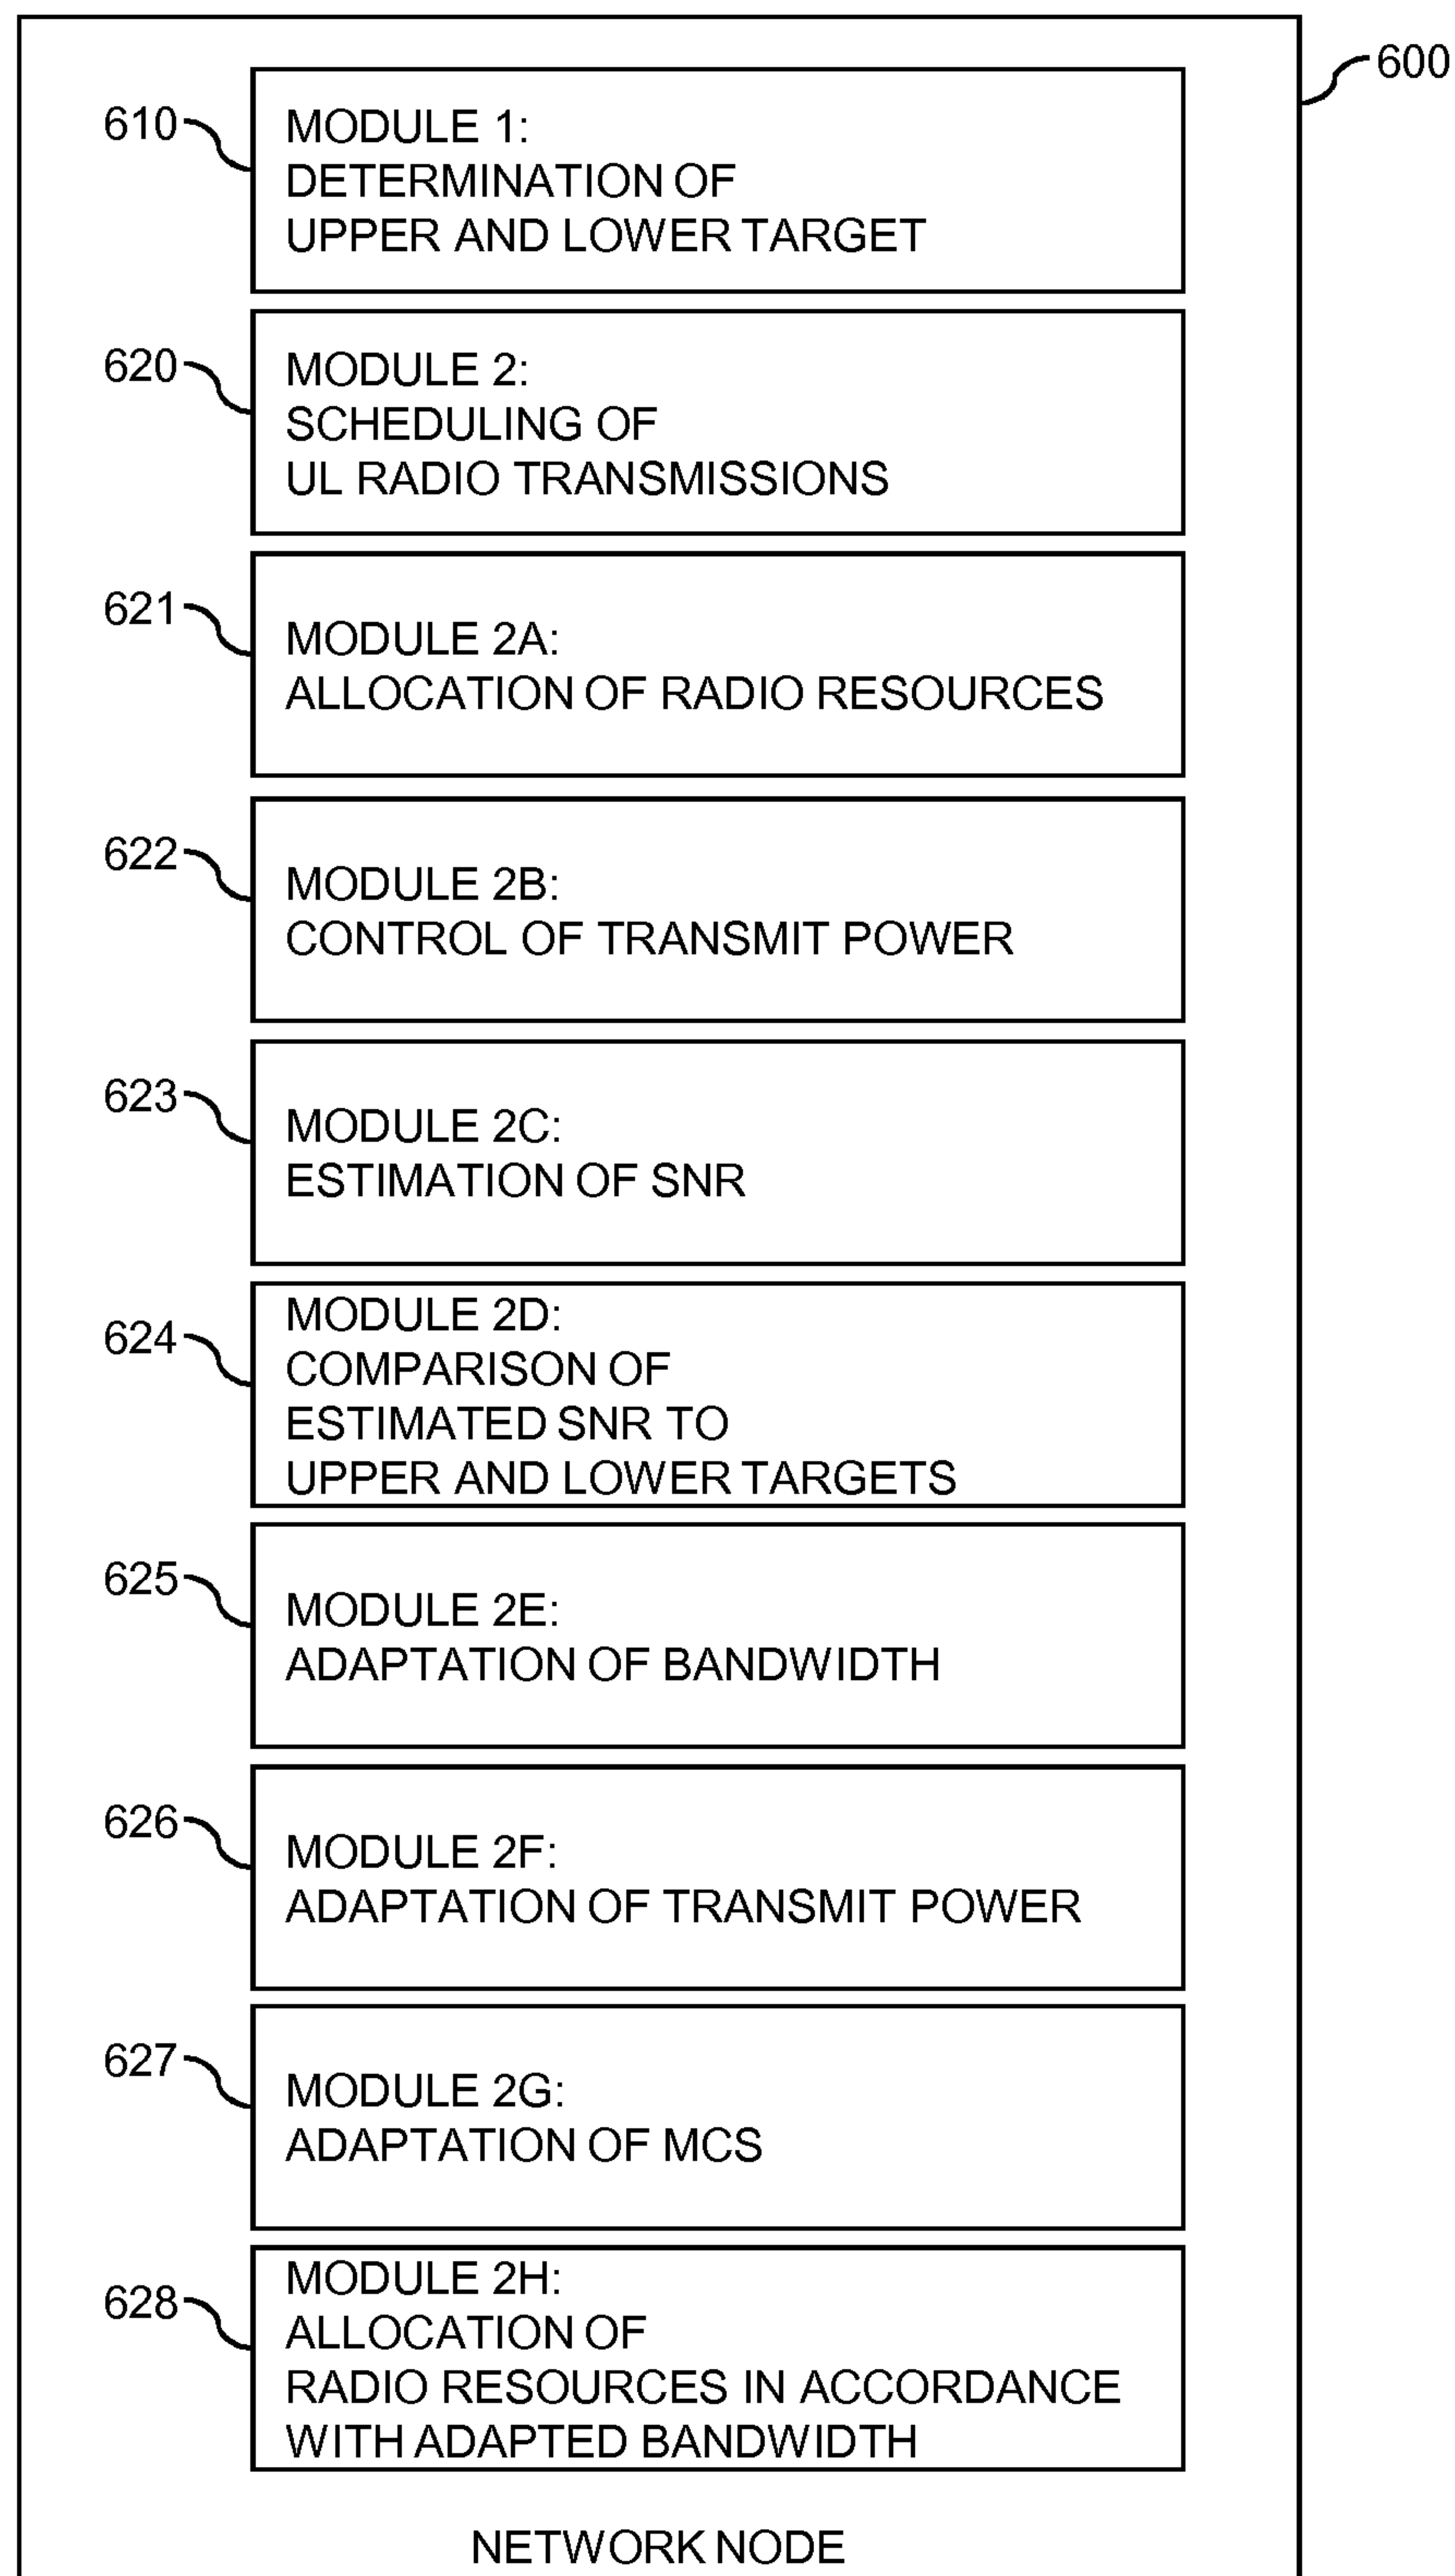 600
610
MODULE 1:
DETERMINATION OF
UPPER AND LOWER TARGET
620
MODULE 2:
SCHEDULING OF
UL RADIO TRANSMISSIONS
621
MODULE 2A:
ALLOCATION OF RADIO RESOURCES
622
MODULE 2B:
CONTROL OF TRANSMIT POWER
623
MODULE 2C:
ESTIMATION OF SNR
624
MODULE 2D:
COMPARISON OF
ESTIMATED SNR TO
UPPER AND LOWER TARGETS
625
MODULE 2E:
ADAPTATION OF BANDWIDTH
626
MODULE 2F:
ADAPTATION OF TRANSMIT POWER
627
MODULE 2G:
ADAPTATION OF MCS
628
MODULE 2H:
ALLOCATION OF
RADIO RESOURCES IN ACCORDANCE
WITH ADAPTED BANDWIDTH
NETWORK NODE